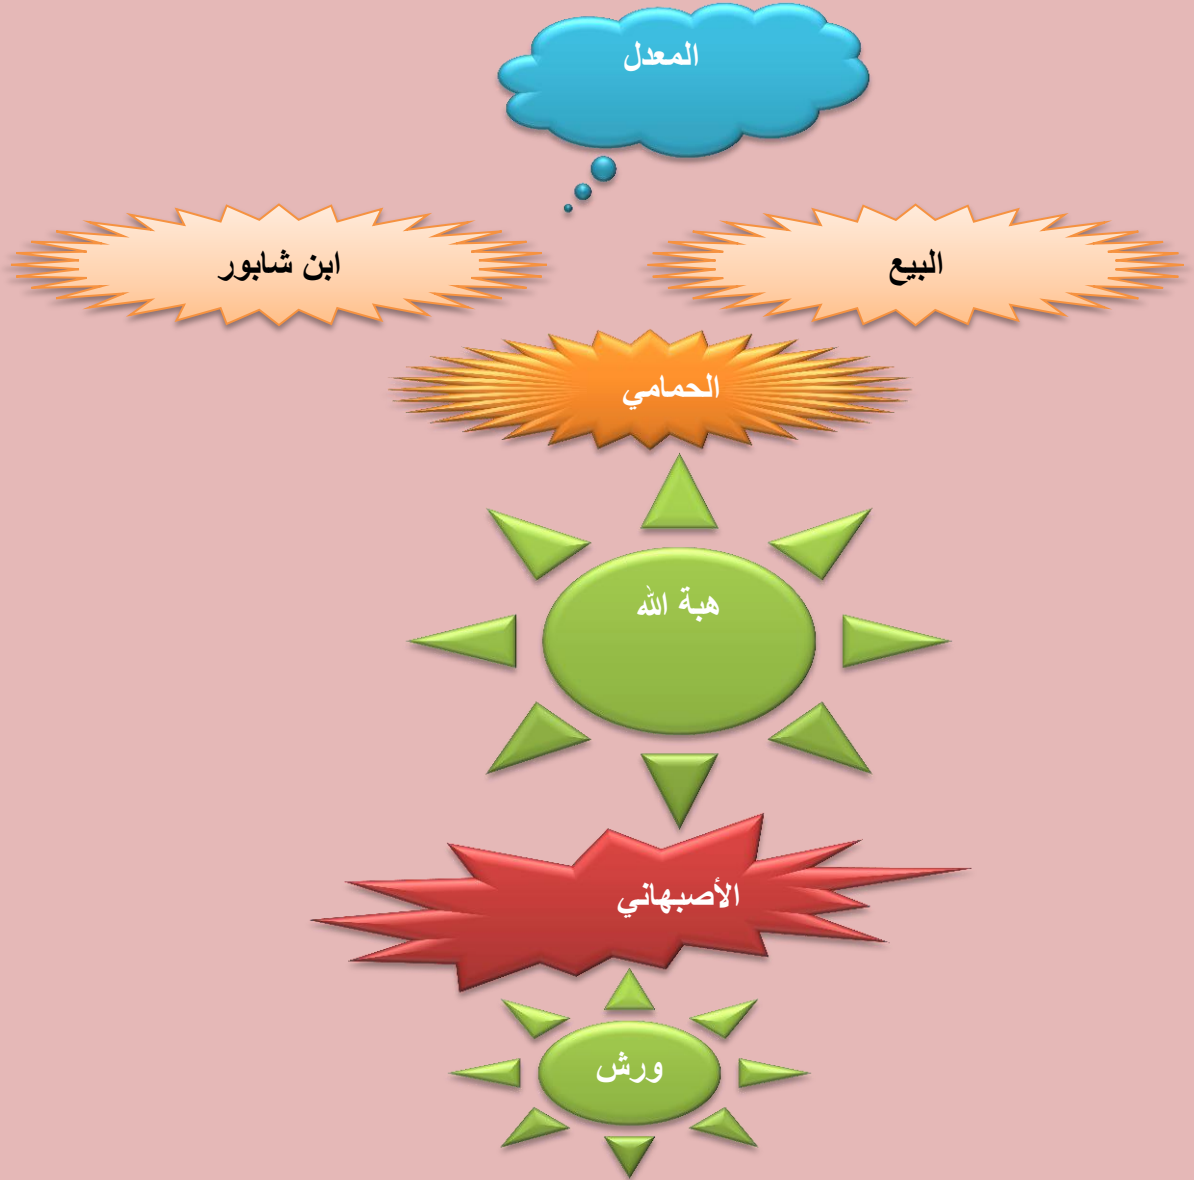 المعدل
البيع
ابن شابور
الحمامي
هبة الله
الأصبهاني
ورش